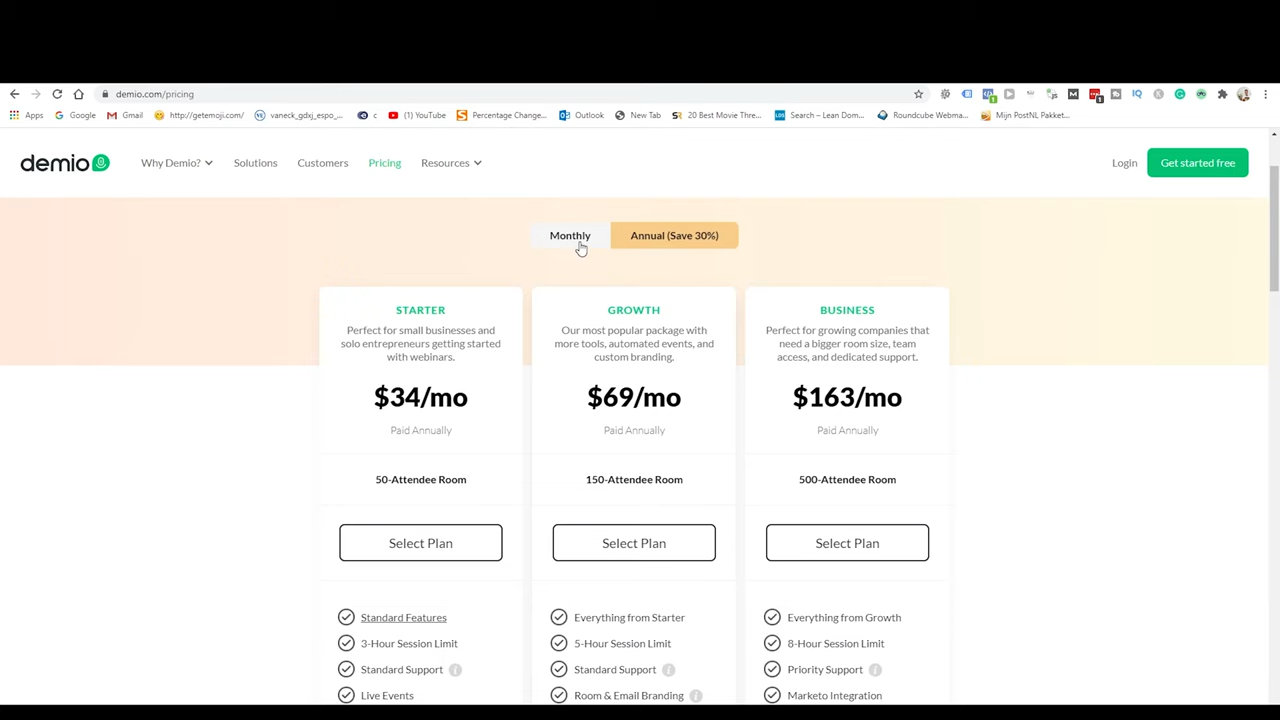 demio.com/pricing
Apps Google Gmail http://getemoji.com/ vaneck_gdxj_espo_... c (1) YouTube Percentage Change... Outlook New Tab 20 Best Movie Thre... Search – Lean Dom... Roundcube Webma... Mijn PostNL Pakket...
demio Why Demio? Solutions Customers Pricing Resources Login Get started free
Monthly Annual (Save 30%)
STARTER
Perfect for small businesses and
solo entrepreneurs getting started
with webinars.
$34/mo
Paid Annually
50-Attendee Room
Select Plan
Standard Features
3-Hour Session Limit
Standard Support
Live Events
GROWTH
Our most popular package with
more tools, automated events, and
custom branding.
$69/mo
Paid Annually
150-Attendee Room
Select Plan
Everything from Starter
5-Hour Session Limit
Standard Support
Room & Email Branding
BUSINESS
Perfect for growing companies that
need a bigger room size, team
access, and dedicated support.
$163/mo
Paid Annually
500-Attendee Room
Select Plan
Everything from Growth
8-Hour Session Limit
Priority Support
Marketo Integration